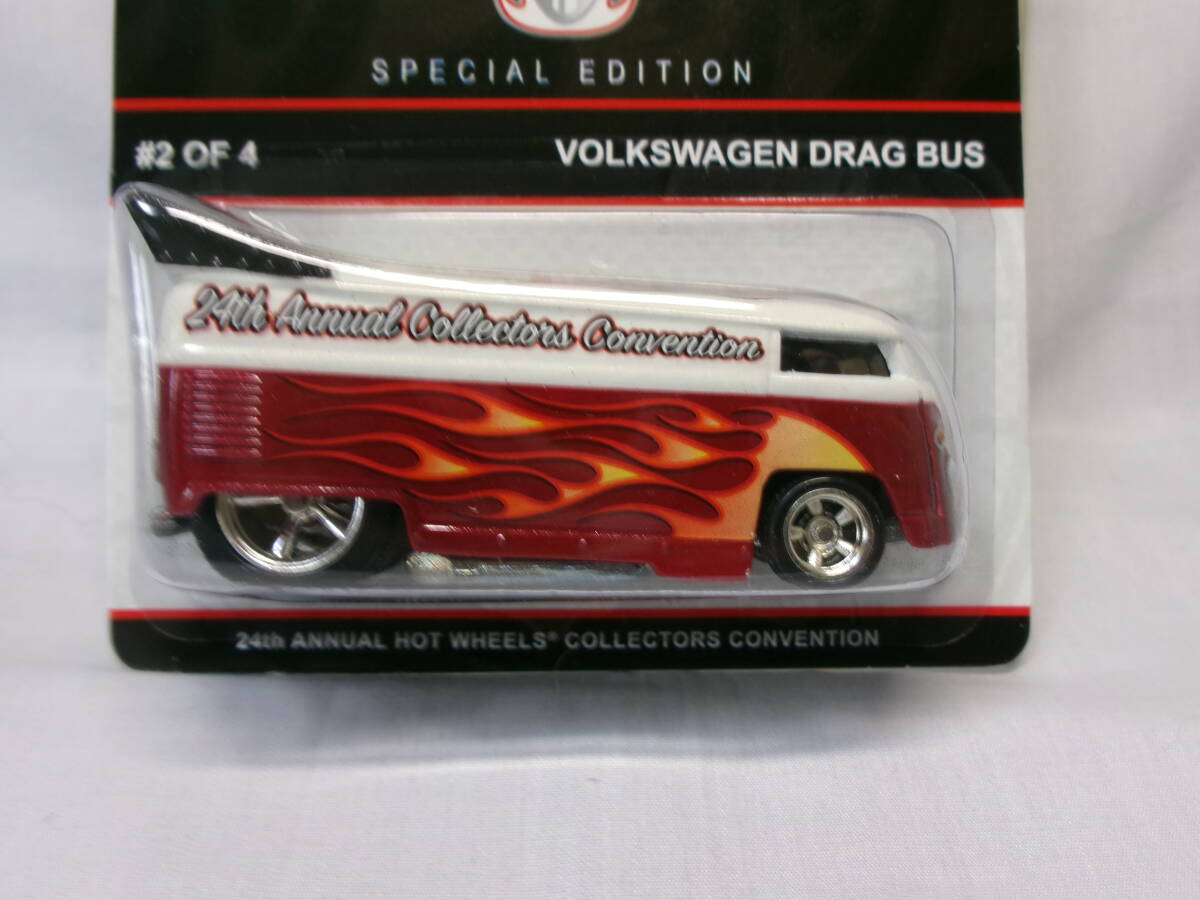 SPECIAL EDITION
#2 OF 4
VOLKSWAGEN DRAG BUS
24th Annual Collectors Convention
24th ANNUAL HOT WHEELS® COLLECTORS CONVENTION